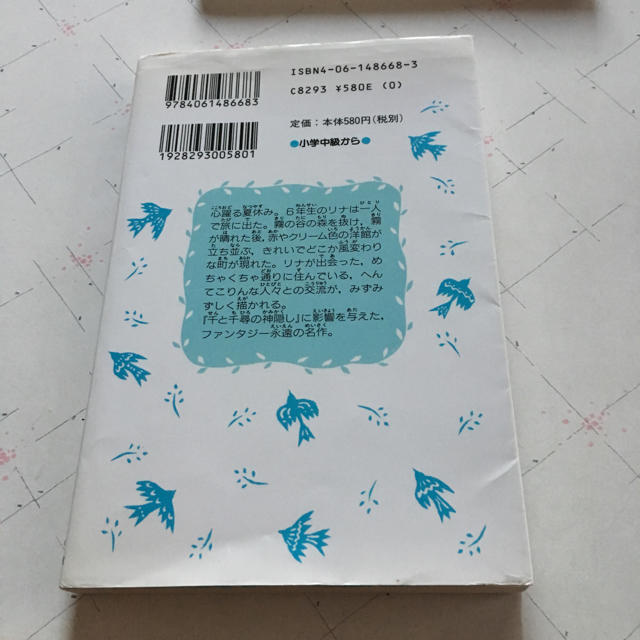 ISBN4-06-148668-3
C8293 ¥580E (0)
9784061486683
定価:本体580円(税別)
1928293005801
●小学中級から●
心躍る夏休み。6年生のリナは一人
で旅に出た。霧の谷の森を抜け、霧
が晴れた後、赤やクリーム色の洋館が
立ち並ぶ、きれいでどこか風変わり
な町が現れた。リナが出会った、め
ちゃくちゃ通りに住んでいる、へん
てこりんな人々との交流が、みずみ
ずしく描かれる。
『千と千尋の神隠し』に影響を与えた、
ファンタジー永遠の名作。